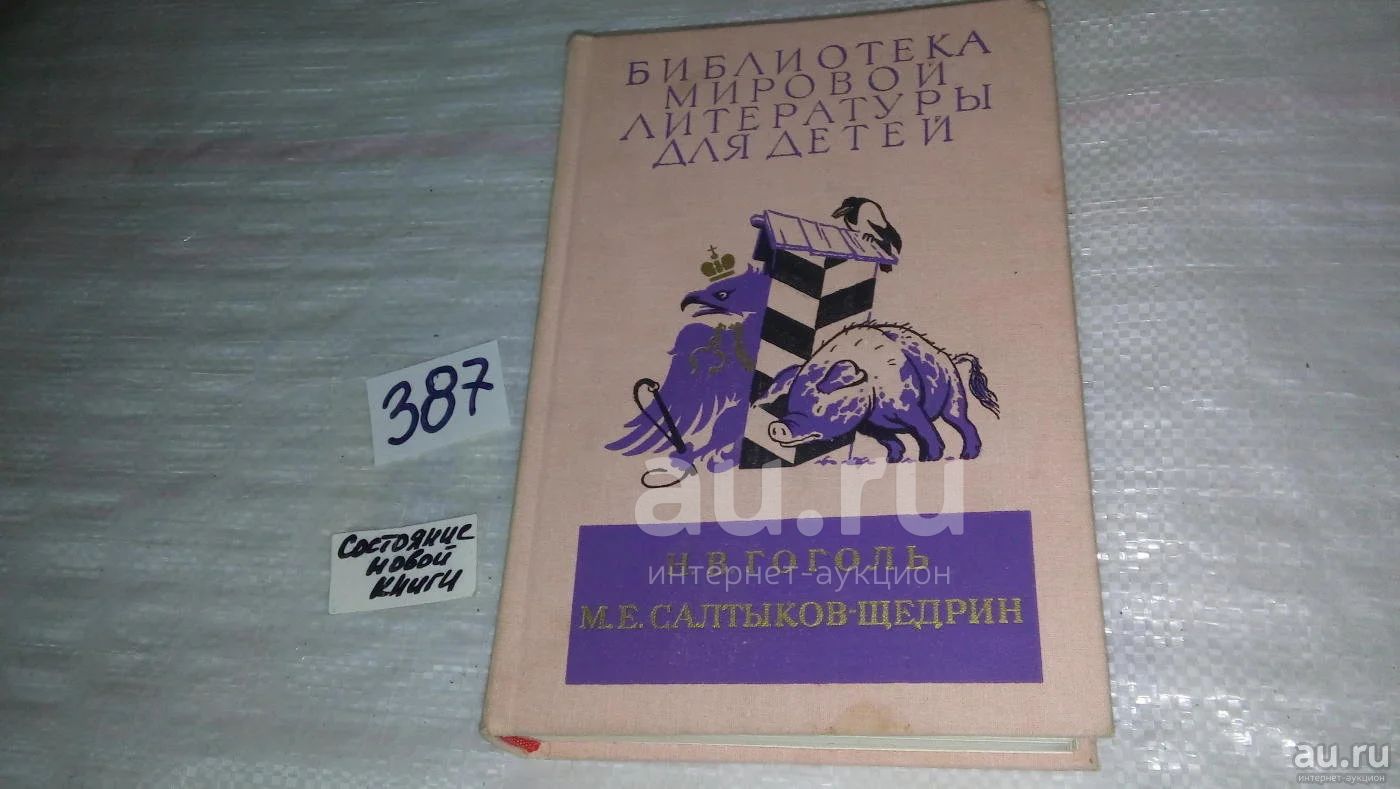 БИБЛИОТЕКА
МИРОВОЙ
ЛИТЕРАТУРЫ
ДЛЯ ДЕТЕЙ
387
Состояние
новой
книги
au.ru
интернет-аукцион
Н.В.ГОГОЛЬ
М.Е.САЛТЫКОВ-ЩЕДРИН
au.ru
интернет-аукцион